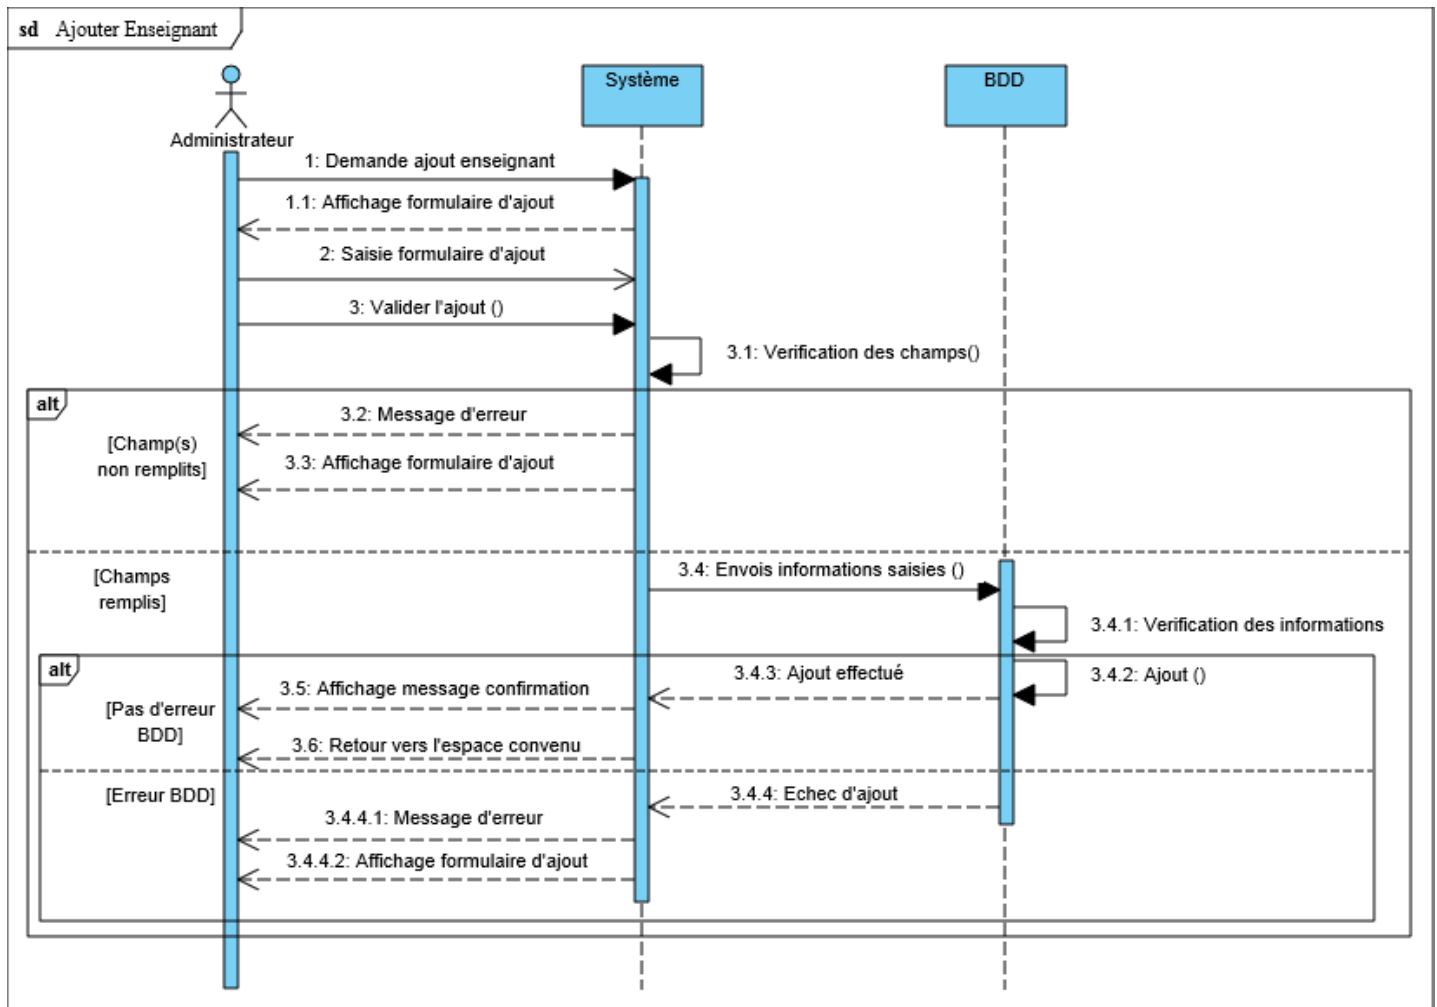 sd Ajouter Enseignant
Système
BDD
Administrateur
1: Demande ajout enseignant
1.1: Affichage formulaire d'ajout
2: Saisie formulaire d'ajout
3: Valider l'ajout ()
3.1: Verification des champs()
alt
3.2: Message d'erreur
[Champ(s)
non remplits]
3.3: Affichage formulaire d'ajout
[Champs
remplis]
3.4: Envois informations saisies ()
3.4.1: Verification des informations
alt
3.4.3: Ajout effectué
3.4.2: Ajout ()
3.5: Affichage message confirmation
[Pas d'erreur
BDD]
3.6: Retour vers l'espace convenu
[Erreur BDD]
3.4.4: Echec d'ajout
3.4.4.1: Message d'erreur
3.4.4.2: Affichage formulaire d'ajout